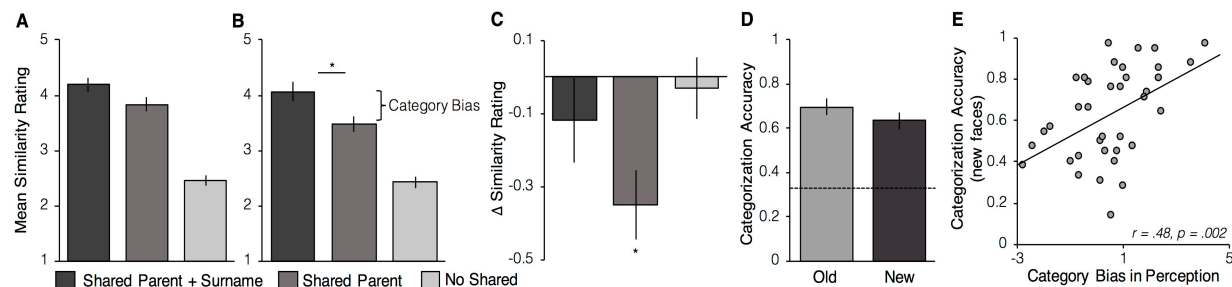 A
Mean Similarity Rating
5
4
3
2
1
B
5
4
3
2
1
*
Category Bias
Shared Parent + Surname
Shared Parent
No Shared
C
Δ Similarity Rating
0.1
-0.1
-0.3
-0.5
*
D
Categorization Accuracy
1
0.8
0.6
0.4
0.2
0
Old
New
E
Categorization Accuracy
(new faces)
1
0.8
0.6
0.4
0.2
0
r = .48, p = .002
-3
1
5
Category Bias in Perception